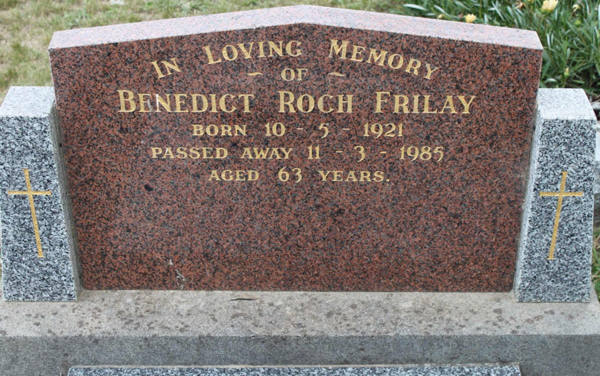 In Loving Memory
~ of ~
Benedict Roch Frilay
born 10 - 5 - 1921
passed away 11 - 3 - 1985
aged 63 years.